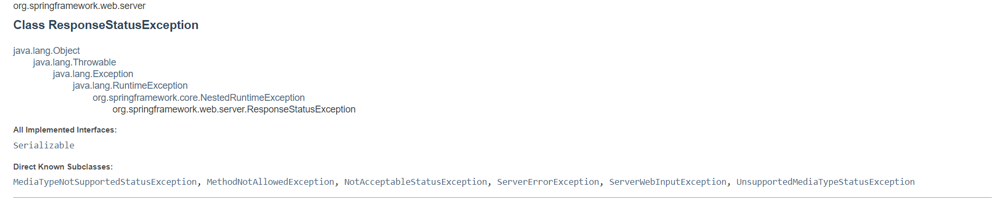 org.springframework.web.server
Class ResponseStatusException
java.lang.Object
java.lang.Throwable
java.lang.Exception
java.lang.RuntimeException
org.springframework.core.NestedRuntimeException
org.springframework.web.server.ResponseStatusException
All Implemented Interfaces:
Serializable
Direct Known Subclasses:
MediaTypeNotSupportedStatusException, MethodNotAllowedException, NotAcceptableStatusException, ServerErrorException, ServerWebInputException, UnsupportedMediaTypeStatusException